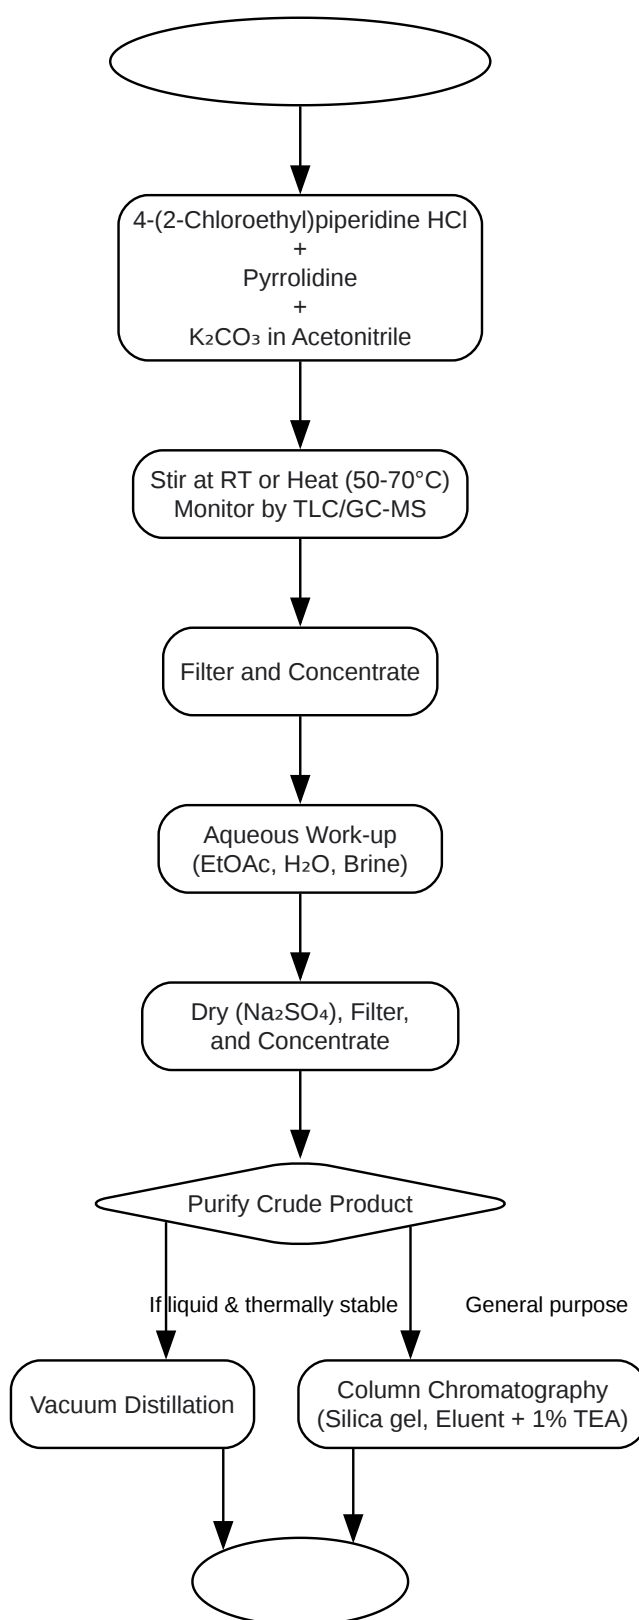 4-(2-Chloroethyl)piperidine HCl
+
Pyrrolidine
+
K₂CO₃ in Acetonitrile
Stir at RT or Heat (50-70°C)
Monitor by TLC/GC-MS
Filter and Concentrate
Aqueous Work-up
(EtOAc, H₂O, Brine)
Dry (Na₂SO₄), Filter,
and Concentrate
Purify Crude Product
If liquid & thermally stable
General purpose
Vacuum Distillation
Column Chromatography
(Silica gel, Eluent + 1% TEA)